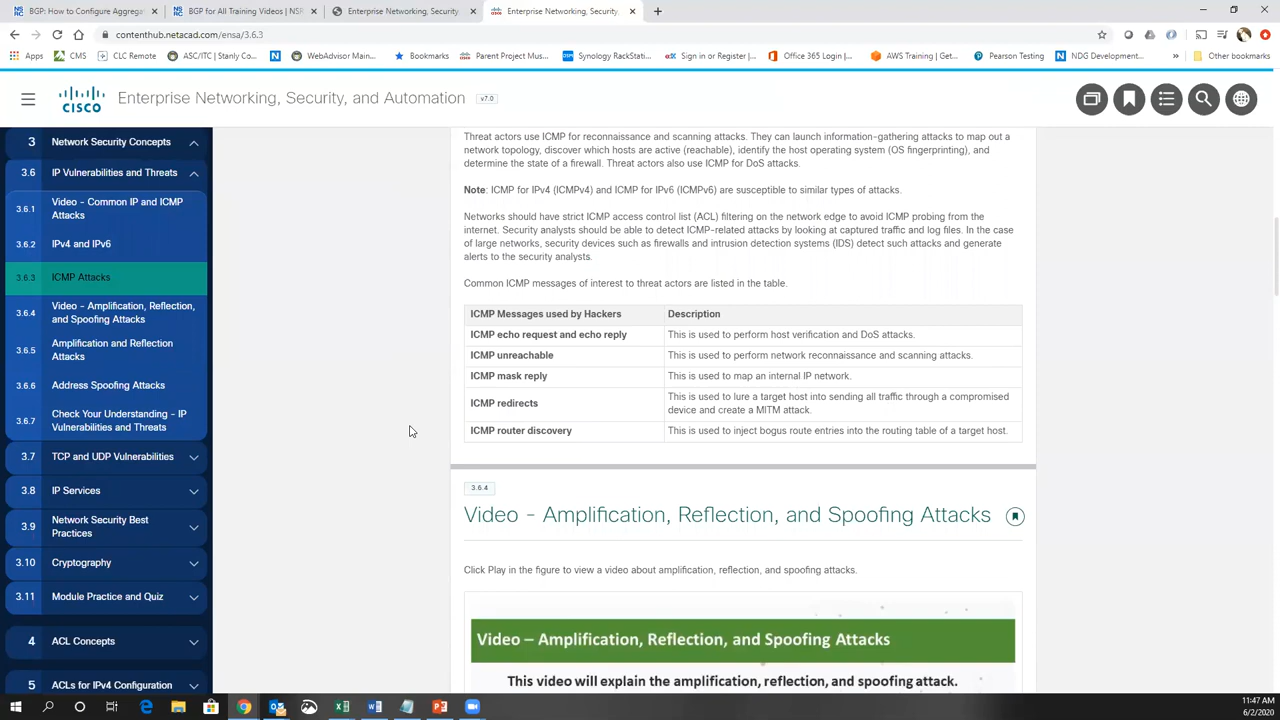 BGP: How to Configure Aggregat
BGP for All Training Videos | NSR
Enterprise Networking, Security,
Enterprise Networking, Security,
contenthub.netacad.com/ensa/3.6.3
Apps
CMS
CLC Remote
ASC/ITC | Stanly Co...
WebAdvisor Main...
Bookmarks
Parent Project Mus...
Synology RackStati...
Sign in or Register |...
Office 365 Login |...
AWS Training | Get...
Pearson Testing
NDG Development...
»
Other bookmarks
CISCO
Enterprise Networking, Security, and Automation
v7.0
3 Network Security Concepts
3.6 IP Vulnerabilities and Threats
3.6.1 Video - Common IP and ICMP
Attacks
3.6.2 IPv4 and IPv6
3.6.3 ICMP Attacks
3.6.4 Video - Amplification, Reflection,
and Spoofing Attacks
3.6.5 Amplification and Reflection
Attacks
3.6.6 Address Spoofing Attacks
3.6.7 Check Your Understanding - IP
Vulnerabilities and Threats
3.7 TCP and UDP Vulnerabilities
3.8 IP Services
3.9 Network Security Best
Practices
3.10 Cryptography
3.11 Module Practice and Quiz
4 ACL Concepts
5 ACLs for IPv4 Configuration
Threat actors use ICMP for reconnaissance and scanning attacks. They can launch information-gathering attacks to map out a
network topology, discover which hosts are active (reachable), identify the host operating system (OS fingerprinting), and
determine the state of a firewall. Threat actors also use ICMP for DoS attacks.
Note: ICMP for IPv4 (ICMPv4) and ICMP for IPv6 (ICMPv6) are susceptible to similar types of attacks.
Networks should have strict ICMP access control list (ACL) filtering on the network edge to avoid ICMP probing from the
internet. Security analysts should be able to detect ICMP-related attacks by looking at captured traffic and log files. In the case
of large networks, security devices such as firewalls and intrusion detection systems (IDS) detect such attacks and generate
alerts to the security analysts.
Common ICMP messages of interest to threat actors are listed in the table.
ICMP Messages used by Hackers Description
ICMP echo request and echo reply This is used to perform host verification and DoS attacks.
ICMP unreachable This is used to perform network reconnaissance and scanning attacks.
ICMP mask reply This is used to map an internal IP network.
ICMP redirects This is used to lure a target host into sending all traffic through a compromised
device and create a MITM attack.
ICMP router discovery This is used to inject bogus route entries into the routing table of a target host.
3.6.4
Video - Amplification, Reflection, and Spoofing Attacks
Click Play in the figure to view a video about amplification, reflection, and spoofing attacks.
Video – Amplification, Reflection, and Spoofing Attacks
This video will explain the amplification, reflection, and spoofing attack.
11:47 AM
6/2/2020